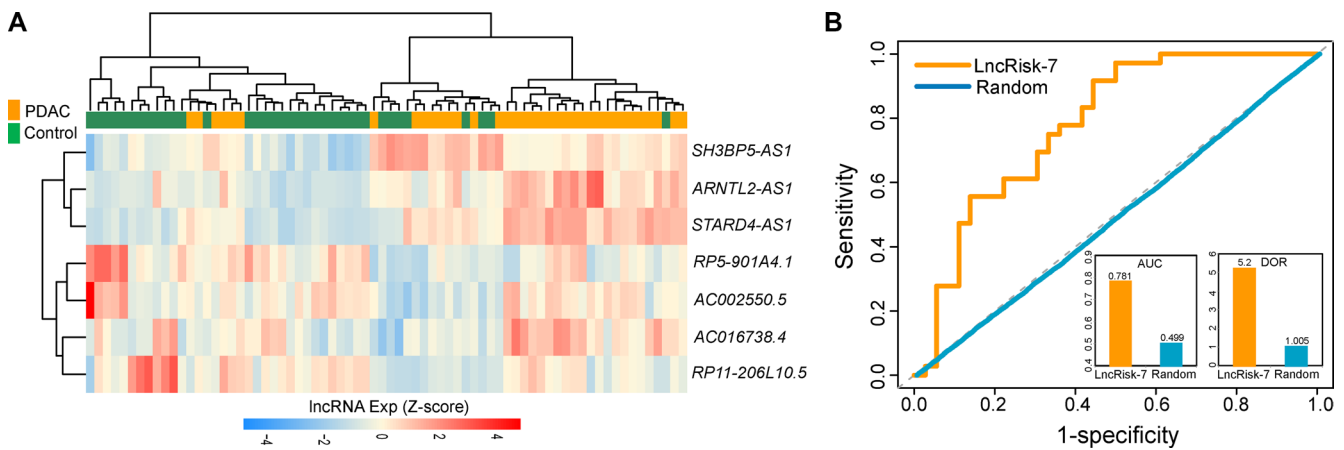 A
PDAC
Control
SH3BP5-AS1
ARNTL2-AS1
STARD4-AS1
RP5-901A4.1
AC002550.5
AC016738.4
RP11-206L10.5
lncRNA Exp (Z-score)
-4 -2 0 2 4
B
LncRisk-7
Random
Sensitivity
1.0
0.8
0.6
0.4
0.2
0.0
0.0 0.2 0.4 0.6 0.8 1.0
1-specificity
AUC
0.9
0.8
0.7
0.6
0.5
0.4
0.781
0.499
LncRisk-7 Random
DOR
6
5
4
3
2
1
0
5.2
1.005
LncRisk-7 Random